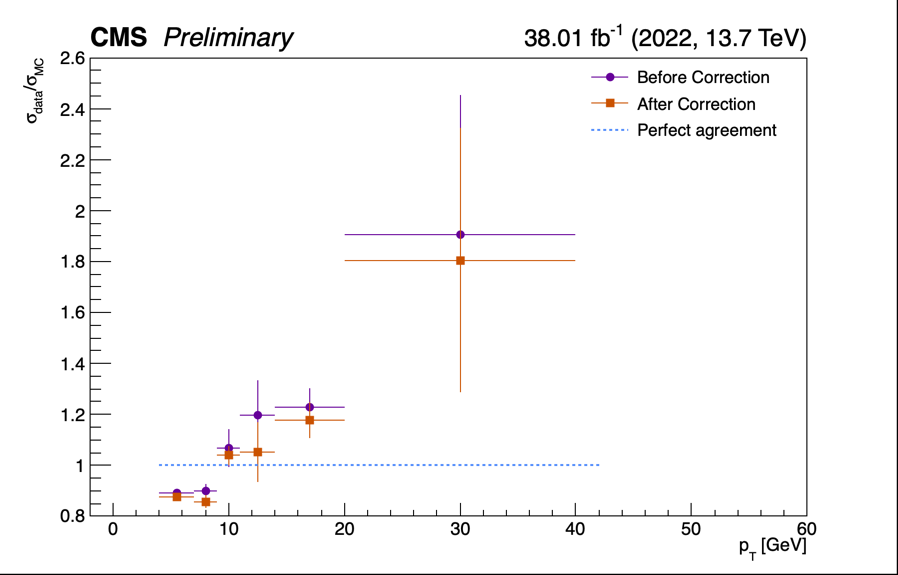 CMS Preliminary 38.01 fb⁻¹ (2022, 13.7 TeV)
σdata/σMC
Before Correction
After Correction
Perfect agreement
2.6
2.4
2.2
2
1.8
1.6
1.4
1.2
1
0.8
0 10 20 30 40 50 60
pT [GeV]